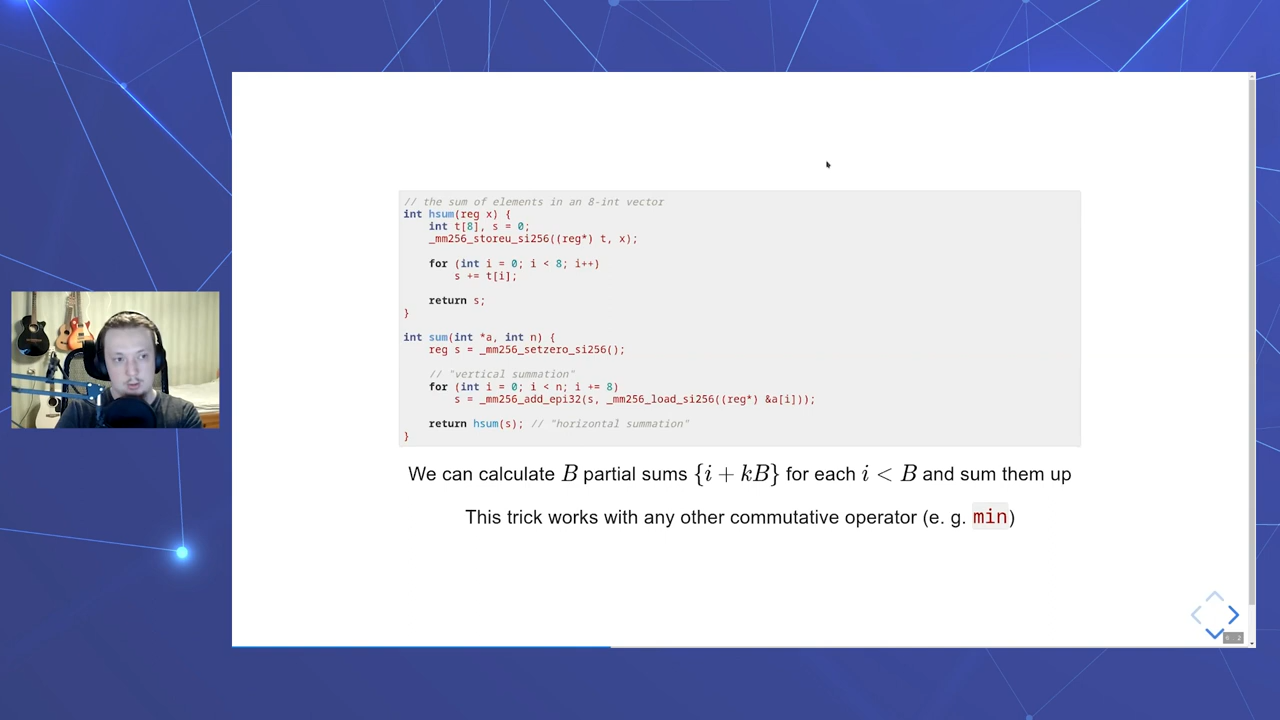 // the sum of elements in an 8-int vector
int hsum(reg x) {
    int t[8], s = 0;
    _mm256_storeu_si256((reg*) t, x);
    for (int i = 0; i < 8; i++)
        s += t[i];
    return s;
}
int sum(int *a, int n) {
    reg s = _mm256_setzero_si256();
    // "vertical summation"
    for (int i = 0; i < n; i += 8)
        s = _mm256_add_epi32(s, _mm256_load_si256((reg*) &a[i]));
    return hsum(s); // "horizontal summation"
}
We can calculate B partial sums {i + kB} for each i < B and sum them up
This trick works with any other commutative operator (e. g. min)